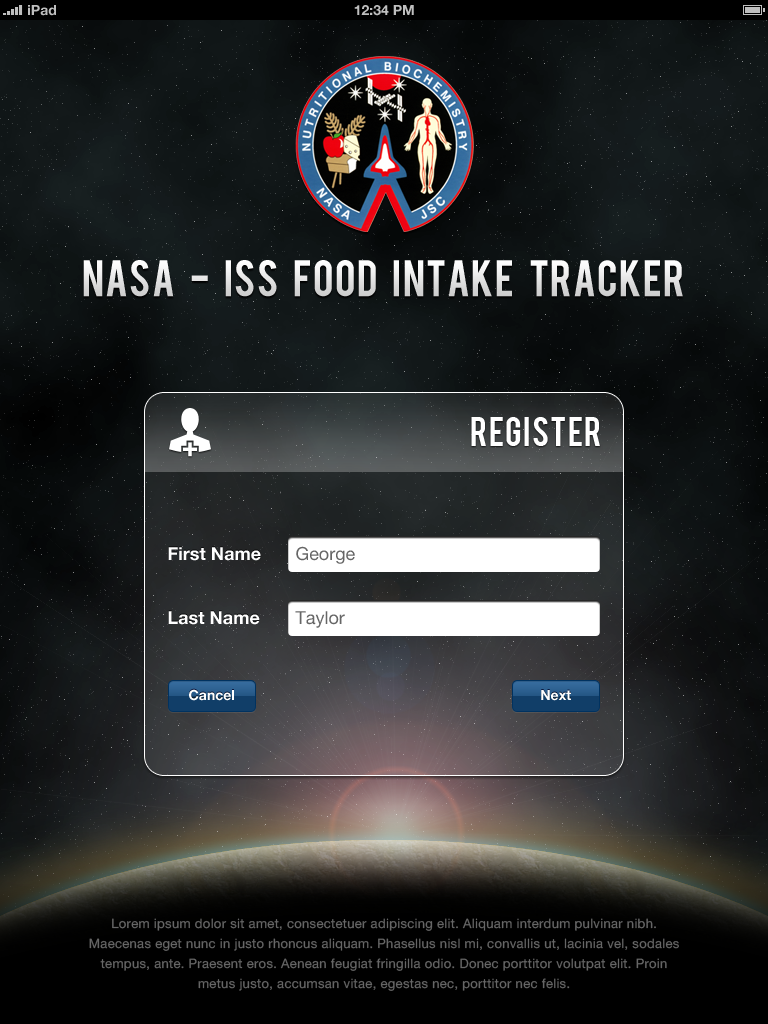 iPad
12:34 PM
NUTRITIONAL BIOCHEMISTRY
NASA
JSC
NASA - ISS FOOD INTAKE TRACKER
REGISTER
First Name
George
Last Name
Taylor
Cancel
Next
Lorem ipsum dolor sit amet, consectetuer adipiscing elit. Aliquam interdum pulvinar nibh.
Maecenas eget nunc in justo rhoncus aliquam. Phasellus nisl mi, convallis ut, lacinia vel, sodales
tempus, ante. Praesent eros. Aenean feugiat fringilla odio. Donec porttitor volutpat elit. Proin
metus justo, accumsan vitae, egestas nec, porttitor nec felis.